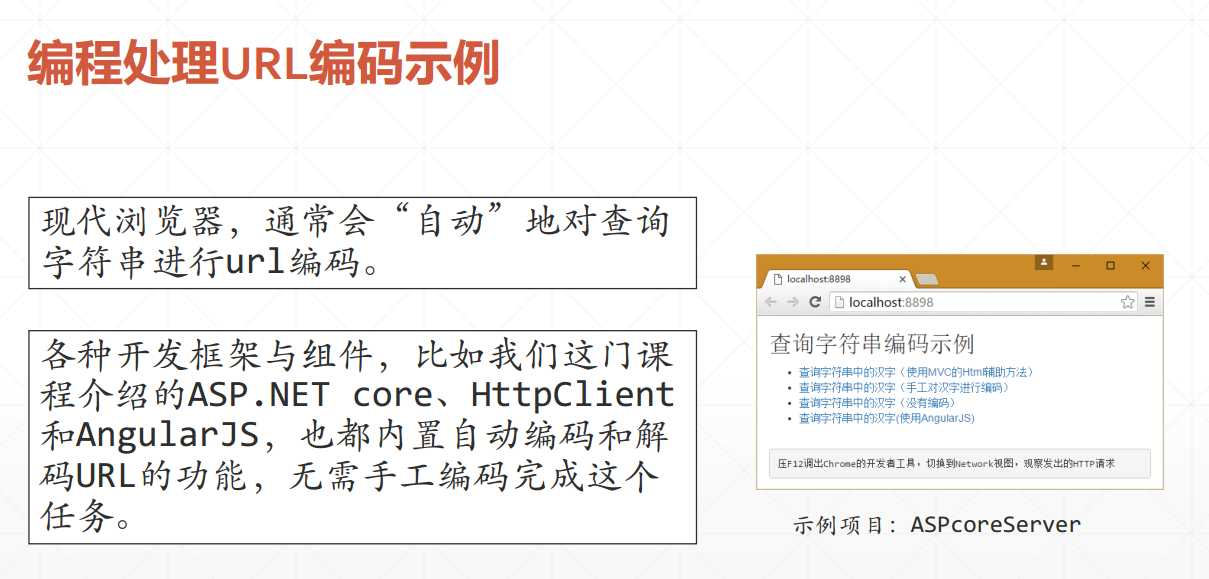 编程处理URL编码示例
现代浏览器，通常会“自动”地对查询
字符串进行url编码。
各种开发框架与组件，比如我们这门课
程介绍的ASP.NET core、HttpClient
和AngularJS，也都内置自动编码和解
码URL的功能，无需手工编码完成这个
任务。
localhost:8898
localhost:8898
查询字符串编码示例
查询字符串中的汉字（使用MVC的Html辅助方法）
查询字符串中的汉字（手工对汉字进行编码）
查询字符串中的汉字（没有编码）
查询字符串中的汉字(使用AngularJS)
压F12调出Chrome的开发者工具，切换到Network视图，观察发出的HTTP请求
示例项目：ASPcoreServer